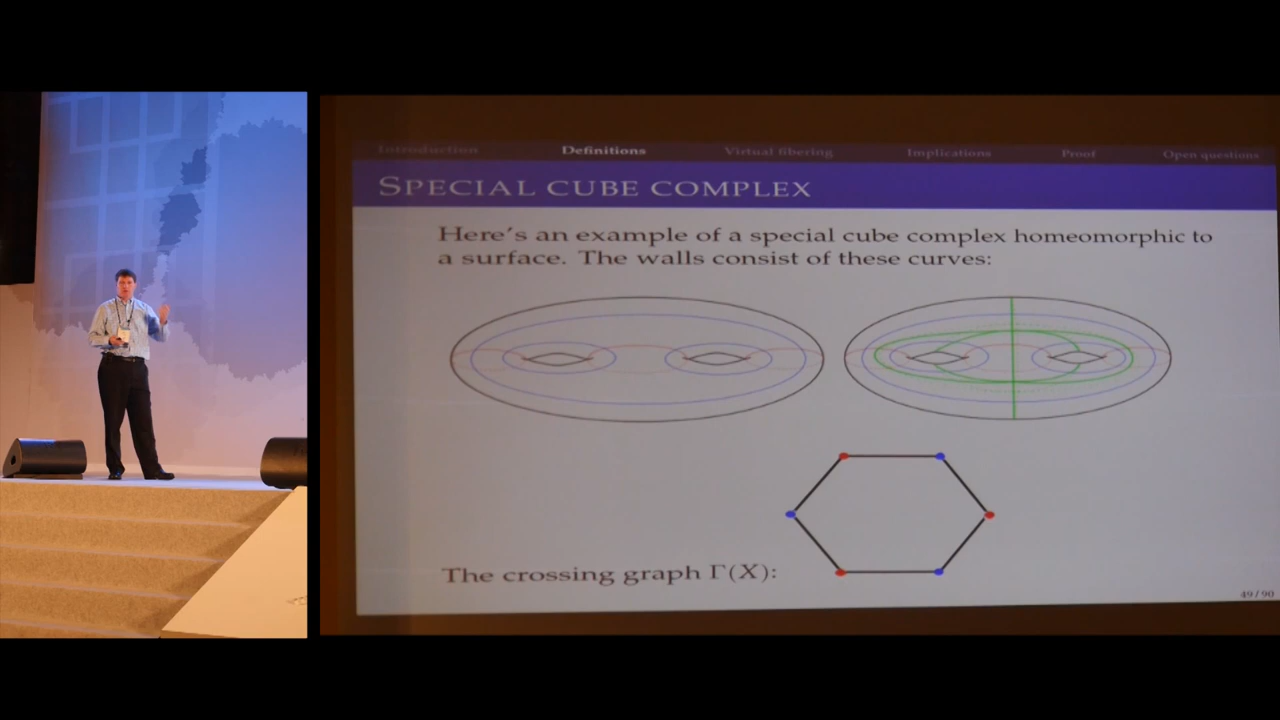 Introduction Definitions Virtual fibering Implications Proof Open questions
SPECIAL CUBE COMPLEX
Here's an example of a special cube complex homeomorphic to
a surface. The walls consist of these curves:
The crossing graph Γ(X):
49 / 90